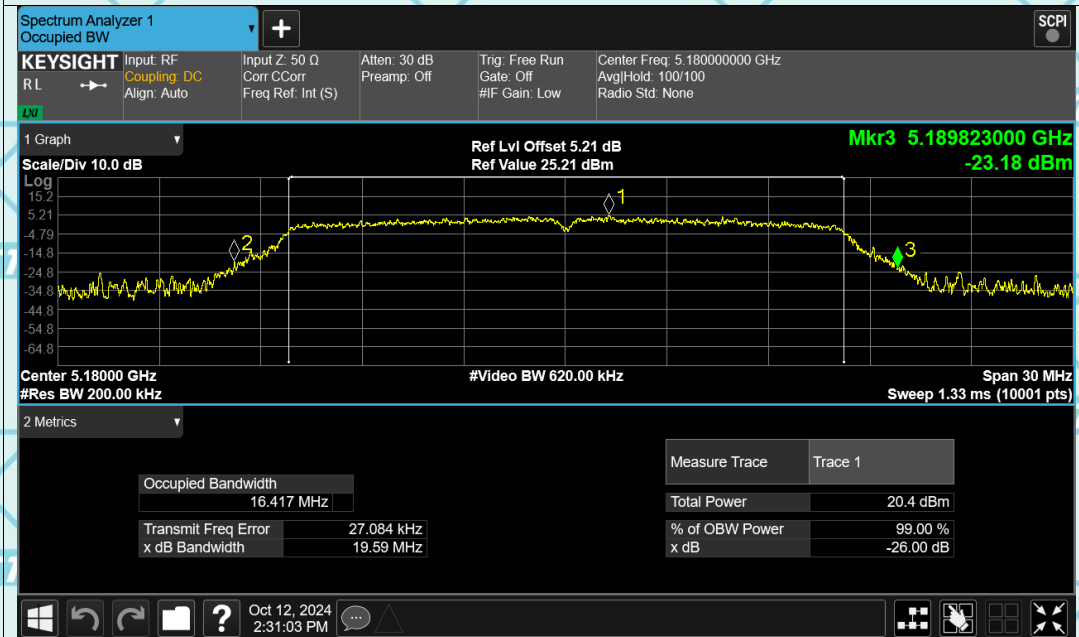 Spectrum Analyzer 1
Occupied BW
+
SCPI
KEYSIGHT
RL
LXI
Input: RF
Coupling: DC
Align: Auto
Input Z: 50 Ω
Corr CCorr
Freq Ref: Int (S)
Atten: 30 dB
Preamp: Off
Trig: Free Run
Gate: Off
#IF Gain: Low
Center Freq: 5.180000000 GHz
Avg|Hold: 100/100
Radio Std: None
1 Graph
Scale/Div 10.0 dB
Ref Lvl Offset 5.21 dB
Ref Value 25.21 dBm
Mkr3 5.189823000 GHz
-23.18 dBm
Log
15.2
5.21
-4.79
-14.8
-24.8
-34.8
-44.8
-54.8
-64.8
1
2
3
Center 5.18000 GHz
#Video BW 620.00 kHz
Span 30 MHz
#Res BW 200.00 kHz
Sweep 1.33 ms (10001 pts)
2 Metrics
Occupied Bandwidth
16.417 MHz
Transmit Freq Error 27.084 kHz
x dB Bandwidth 19.59 MHz
Measure Trace Trace 1
Total Power 20.4 dBm
% of OBW Power 99.00 %
x dB -26.00 dB
?
Oct 12, 2024
2:31:03 PM